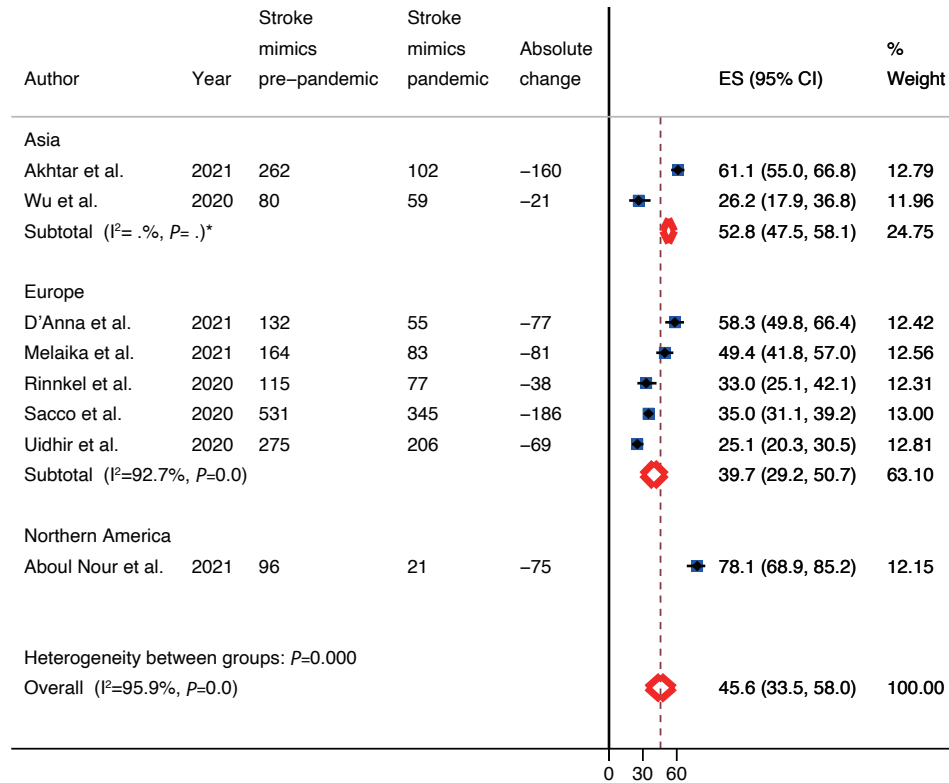 Author Year Stroke mimics pre−pandemic Stroke mimics pandemic Absolute change ES (95% CI) % Weight
Asia
Akhtar et al. 2021 262 102 −160 61.1 (55.0, 66.8) 12.79
Wu et al. 2020 80 59 −21 26.2 (17.9, 36.8) 11.96
Subtotal (I²= .%, P= .)* 52.8 (47.5, 58.1) 24.75
Europe
D’Anna et al. 2021 132 55 −77 58.3 (49.8, 66.4) 12.42
Melaika et al. 2021 164 83 −81 49.4 (41.8, 57.0) 12.56
Rinnkel et al. 2020 115 77 −38 33.0 (25.1, 42.1) 12.31
Sacco et al. 2020 531 345 −186 35.0 (31.1, 39.2) 13.00
Uidhir et al. 2020 275 206 −69 25.1 (20.3, 30.5) 12.81
Subtotal (I²=92.7%, P=0.0) 39.7 (29.2, 50.7) 63.10
Northern America
Aboul Nour et al. 2021 96 21 −75 78.1 (68.9, 85.2) 12.15
Heterogeneity between groups: P=0.000
Overall (I²=95.9%, P=0.0) 45.6 (33.5, 58.0) 100.00
0 30 60